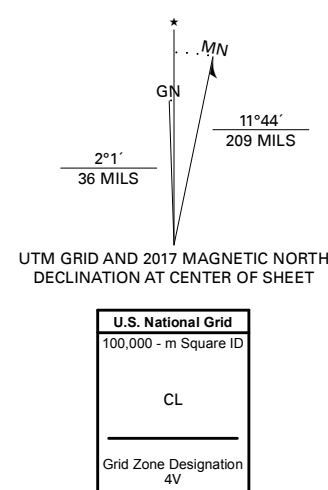 ★
MN
GN
11°44´
209 MILS
2°1´
36 MILS
UTM GRID AND 2017 MAGNETIC NORTH
DECLINATION AT CENTER OF SHEET
U.S. National Grid
100,000 - m Square ID
CL
Grid Zone Designation
4V